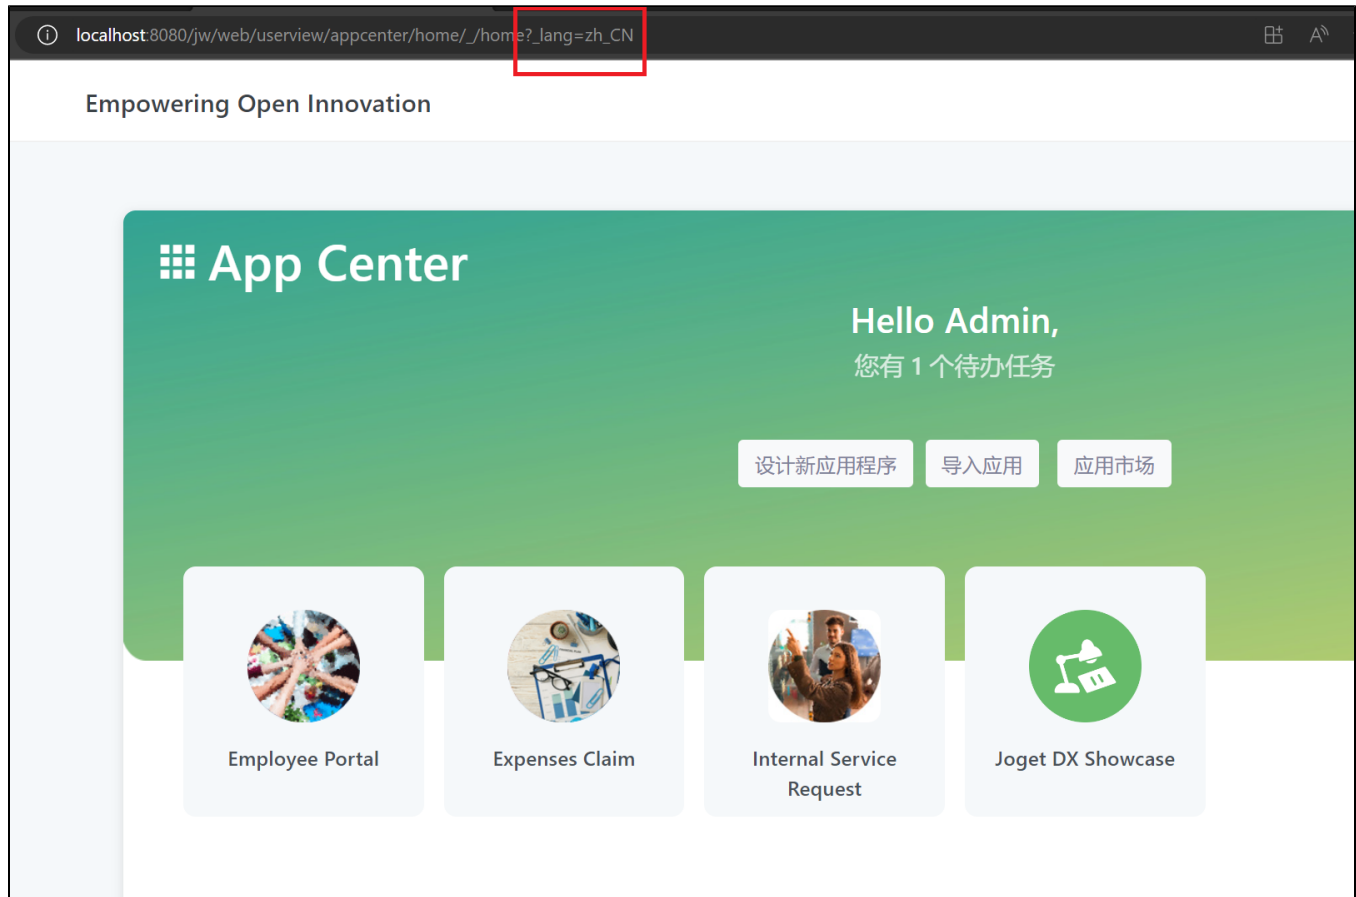 localhost:8080/jw/web/userview/appcenter/home/_/home?_lang=zh_CN
Empowering Open Innovation
App Center
Hello Admin,
您有 1 个待办任务
设计新应用程序 导入应用 应用市场
Employee Portal
Expenses Claim
Internal Service
Request
Joget DX Showcase